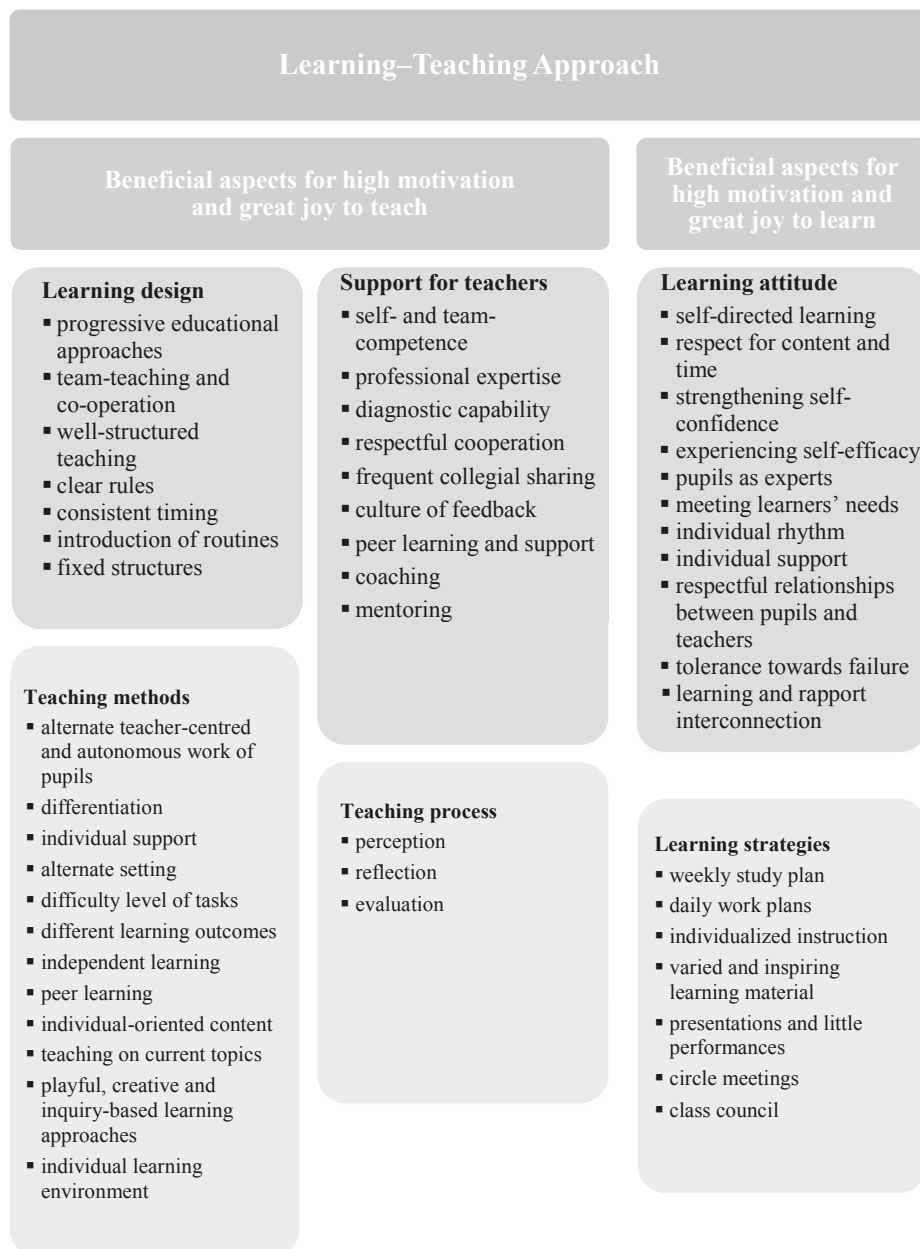 Learning–Teaching Approach
Beneficial aspects for high motivation
and great joy to teach
Beneficial aspects for
high motivation and
great joy to learn
Learning design
▪ progressive educational
approaches
▪ team-teaching and
co-operation
▪ well-structured
teaching
▪ clear rules
▪ consistent timing
▪ introduction of routines
▪ fixed structures
Teaching methods
▪ alternate teacher-centred
and autonomous work of
pupils
▪ differentiation
▪ individual support
▪ alternate setting
▪ difficulty level of tasks
▪ different learning outcomes
▪ independent learning
▪ peer learning
▪ individual-oriented content
▪ teaching on current topics
▪ playful, creative and
inquiry-based learning
approaches
▪ individual learning
environment
Support for teachers
▪ self- and team-
competence
▪ professional expertise
▪ diagnostic capability
▪ respectful cooperation
▪ frequent collegial sharing
▪ culture of feedback
▪ peer learning and support
▪ coaching
▪ mentoring
Teaching process
▪ perception
▪ reflection
▪ evaluation
Learning attitude
▪ self-directed learning
▪ respect for content and
time
▪ strengthening self-
confidence
▪ experiencing self-efficacy
▪ pupils as experts
▪ meeting learners’ needs
▪ individual rhythm
▪ individual support
▪ respectful relationships
between pupils and
teachers
▪ tolerance towards failure
▪ learning and rapport
interconnection
Learning strategies
▪ weekly study plan
▪ daily work plans
▪ individualized instruction
▪ varied and inspiring
learning material
▪ presentations and little
performances
▪ circle meetings
▪ class council